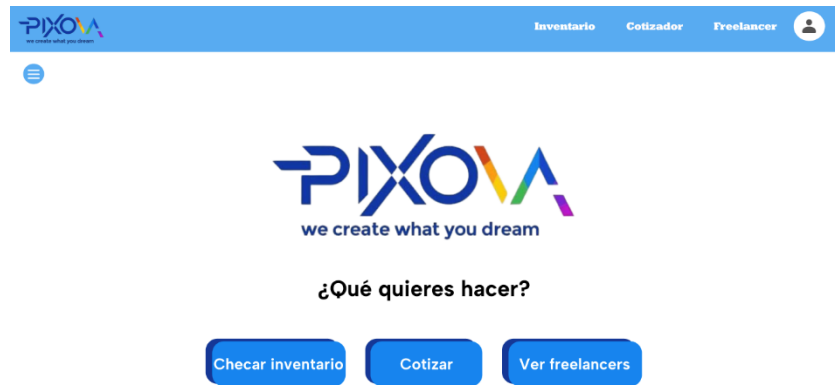 PIXOVA
we create what you dream
Inventario Cotizador Freelancer
PIXOVA
we create what you dream
¿Qué quieres hacer?
Checar inventario Cotizar Ver freelancers